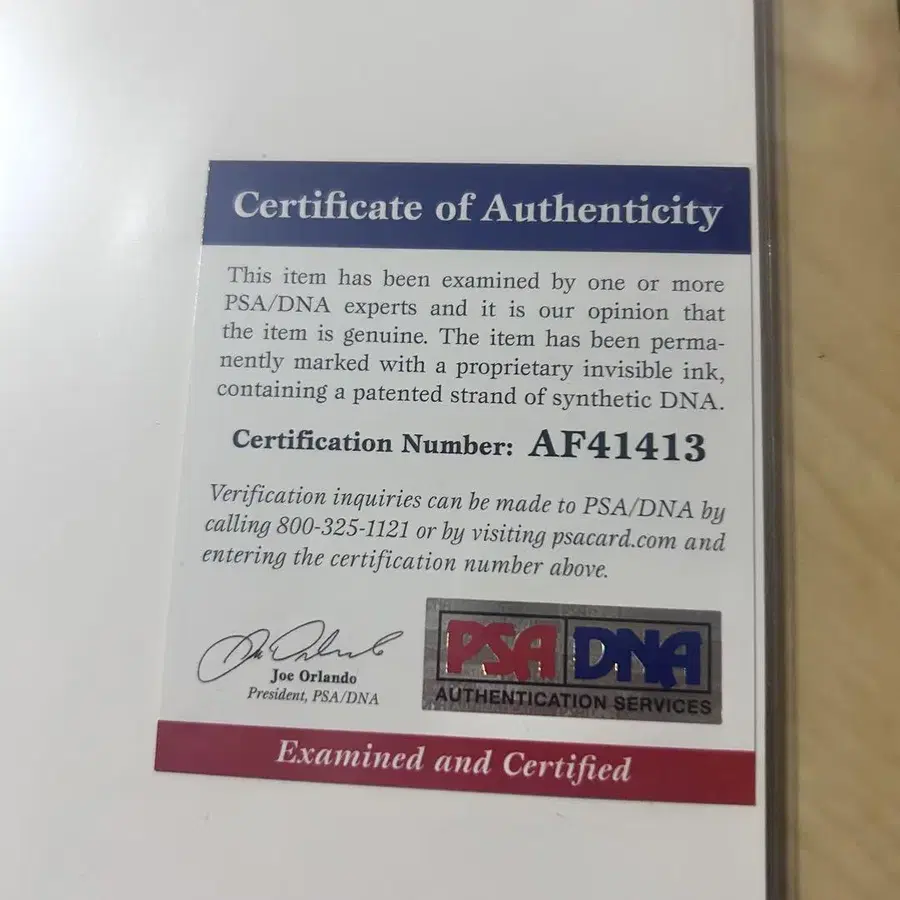 Certificate of Authenticity
This item has been examined by one or more
PSA/DNA experts and it is our opinion that
the item is genuine. The item has been perma-
nently marked with a proprietary invisible ink,
containing a patented strand of synthetic DNA.
Certification Number: AF41413
Verification inquiries can be made to PSA/DNA by
calling 800-325-1121 or by visiting psacard.com and
entering the certification number above.
Joe Orlando
President, PSA/DNA
PSA DNA
AUTHENTICATION SERVICES
Examined and Certified